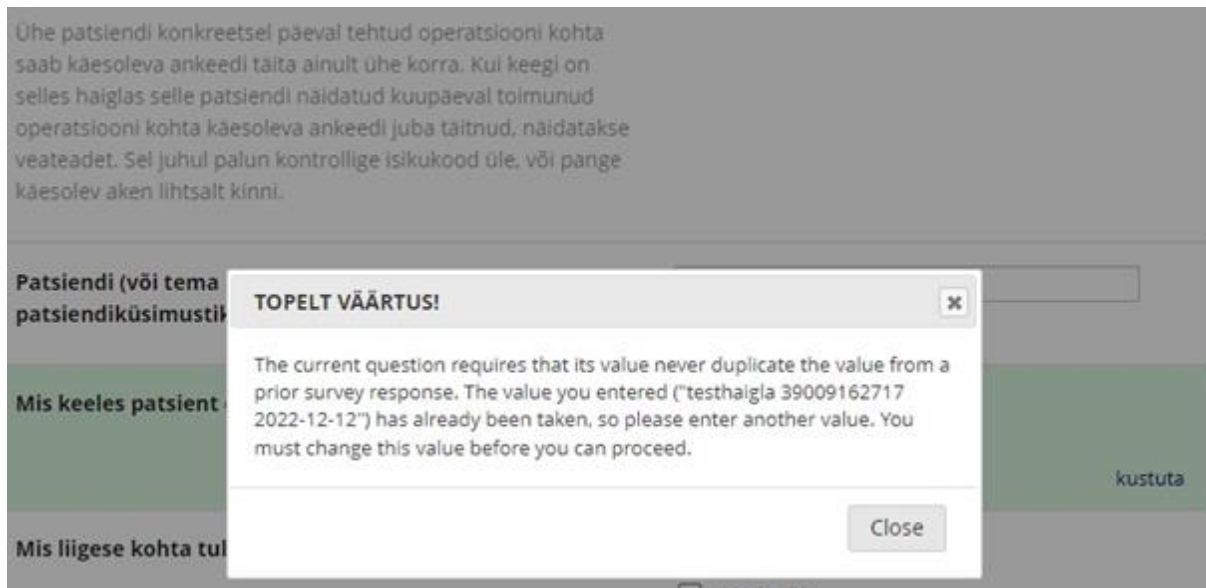 Ühe patsiendi konkreetsel päeval tehtud operatsiooni kohta
saab käesoleva ankeedi täita ainult ühe korra. Kui keegi on
selles haiglas selle patsiendi näidatud kuupäeval toimunud
operatsiooni kohta käesoleva ankeedi juba täitnud, näidatakse
veateadet. Sel juhul palun kontrollige isikukood üle, või pange
käesolev aken lihtsalt kinni.
Patsiendi (või tema
patsiendiküsimustik
TOPELT VÄÄRTUS!
The current question requires that its value never duplicate the value from a
prior survey response. The value you entered ("testhaigla 39009162717
2022-12-12") has already been taken, so please enter another value. You
must change this value before you can proceed.
Mis keeles patsient
kustuta
Close
Mis liigese kohta